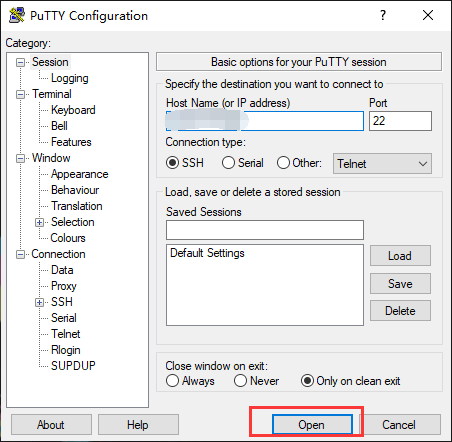 PuTTY Configuration
?
Category:
Session
Logging
Terminal
Keyboard
Bell
Features
Window
Appearance
Behaviour
Translation
Selection
Colours
Connection
Data
Proxy
SSH
Serial
Telnet
Rlogin
SUPDUP
Basic options for your PuTTY session
Specify the destination you want to connect to
Host Name (or IP address) Port
22
Connection type:
SSH Serial Other: Telnet
Load, save or delete a stored session
Saved Sessions
Default Settings
Load
Save
Delete
Close window on exit:
Always Never Only on clean exit
About Help Open Cancel